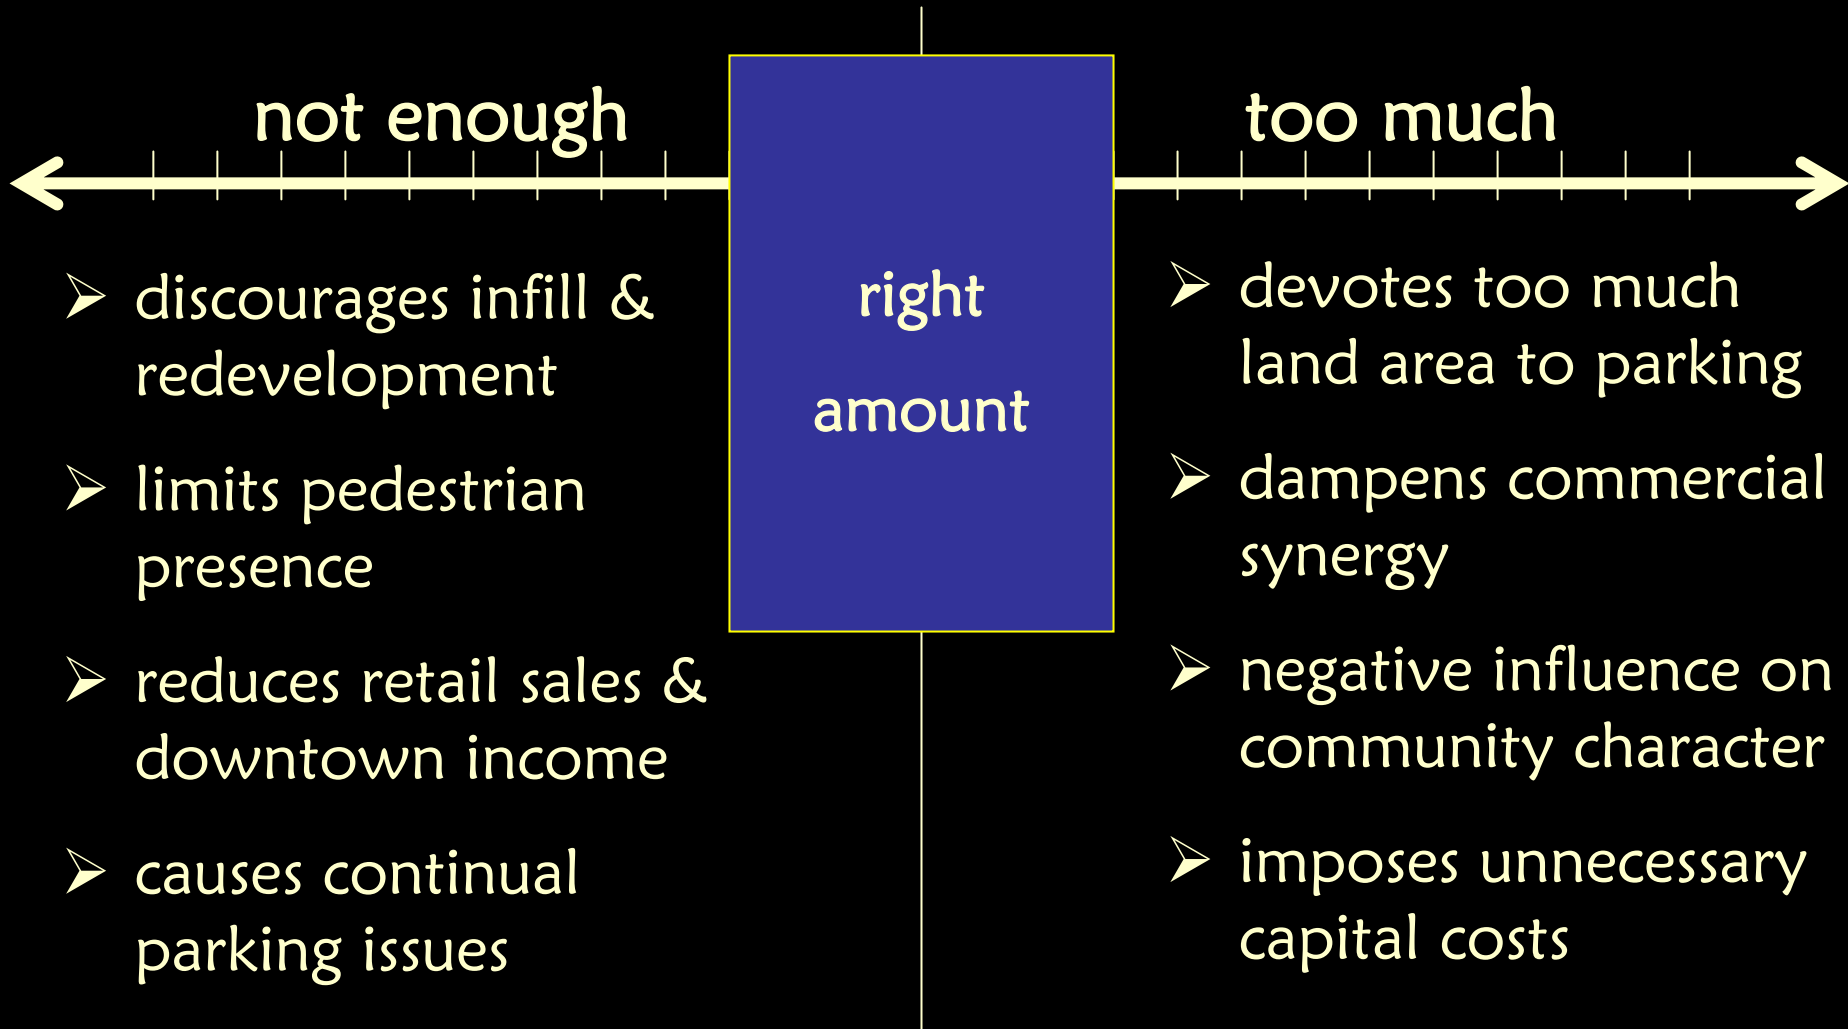 not enough
discourages infill &
redevelopment
limits pedestrian
presence
reduces retail sales &
downtown income
causes continual
parking issues
right
amount
too much
devotes too much
land area to parking
dampens commercial
synergy
negative influence on
community character
imposes unnecessary
capital costs